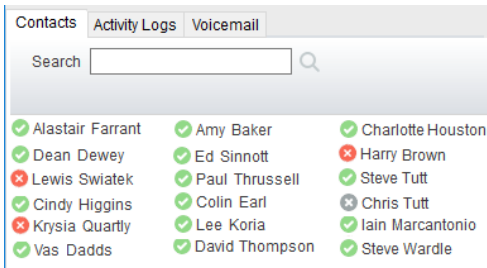 Contacts Activity Logs Voicemail
Search
Alastair Farrant Amy Baker Charlotte Houston
Dean Dewey Ed Sinnott Harry Brown
Lewis Swiatek Paul Thrussell Steve Tutt
Cindy Higgins Colin Earl Chris Tutt
Krysia Quartly Lee Koria Iain Marcantonio
Vas Dadds David Thompson Steve Wardle